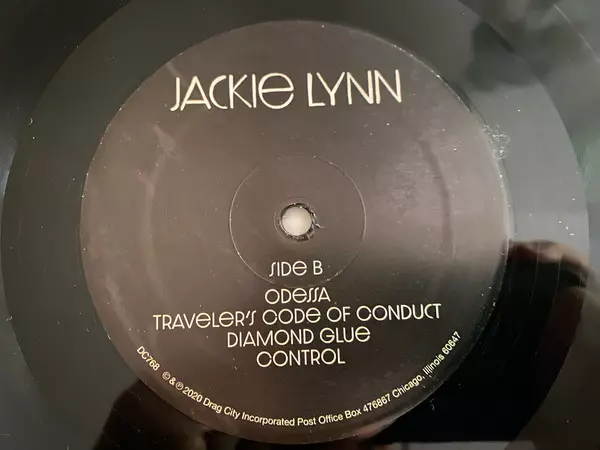 JACKIE LYNN
SIDE B
ODESSA
TRAVELER'S CODE OF CONDUCT
DIAMOND GLUE
CONTROL
DC768 © & ℗ 2020 Drag City Incorporated Post Office Box 476867 Chicago, Illinois 60647